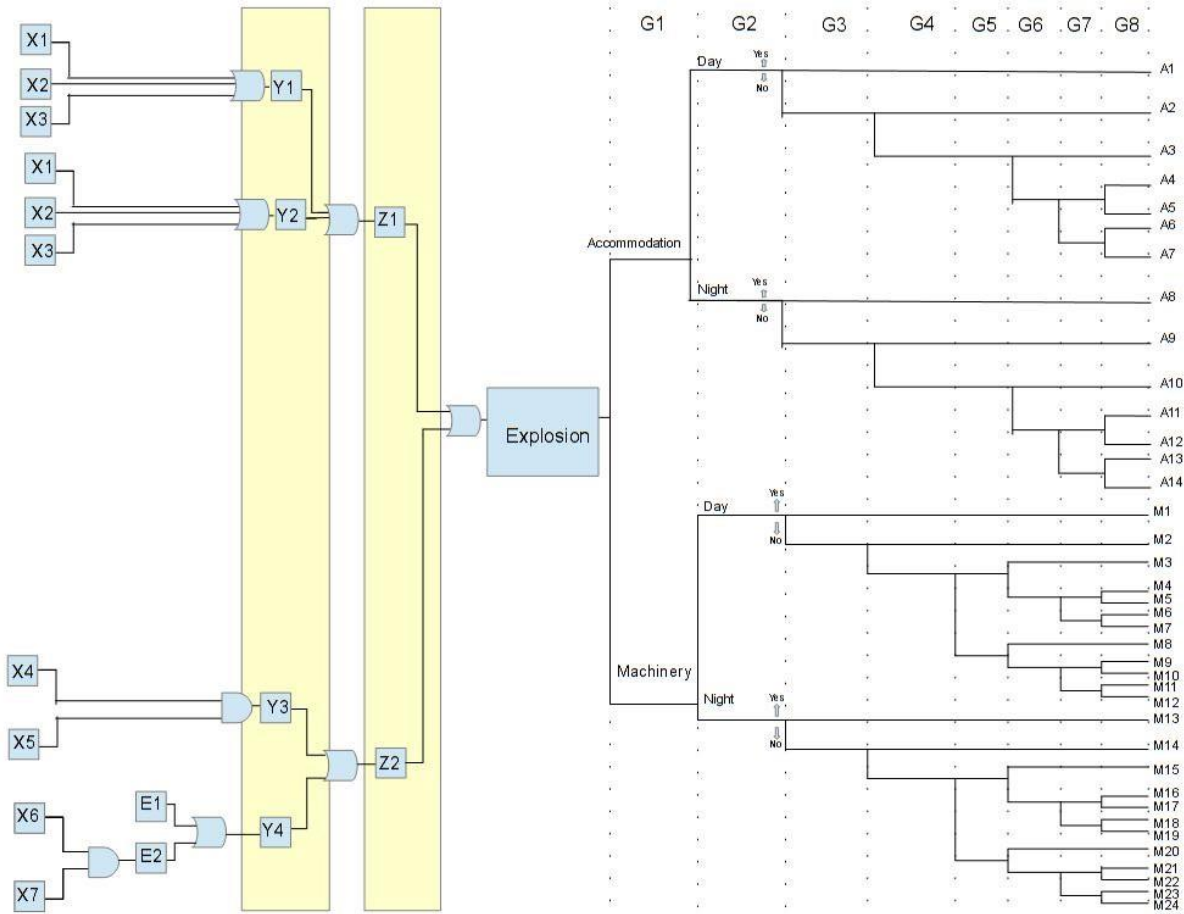 G1 G2 G3 G4 G5 G6 G7 G8
X1
X2
X3
Y1
X1
X2
X3
Y2
Z1
Explosion
X4
X5
Y3
Z2
E1
Y4
X6
E2
X7
Accommodation
Day
Yes
No
Night
Yes
No
Machinery
Day
Yes
No
Night
Yes
No
A1
A2
A3
A4
A5
A6
A7
A8
A9
A10
A11
A12
A13
A14
M1
M2
M3
M4
M5
M6
M7
M8
M9
M10
M11
M12
M13
M14
M15
M16
M17
M18
M19
M20
M21
M22
M23
M24